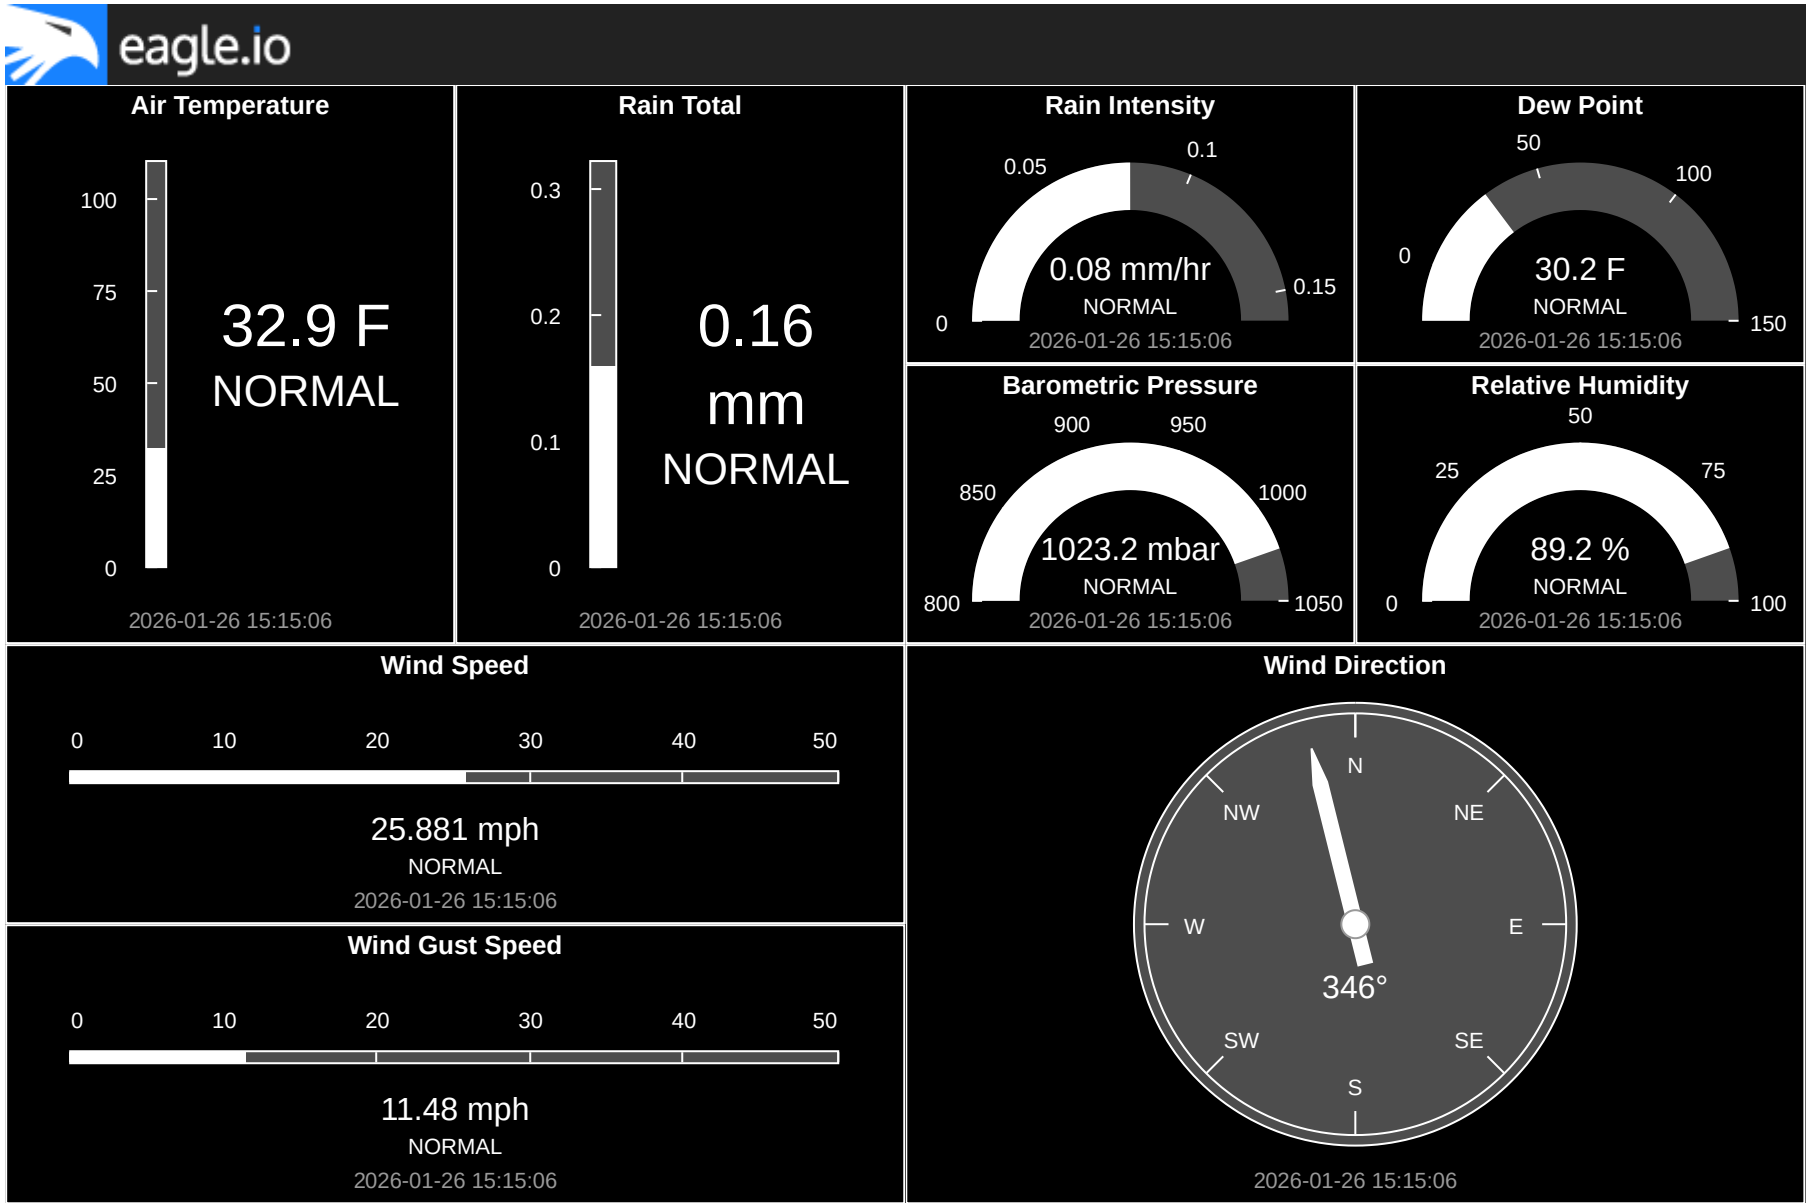 eagle.io
Air Temperature
100
75
50
25
0
32.9 F
NORMAL
2026-01-26 15:15:06
Rain Total
0.3
0.2
0.1
0
0.16
mm
NORMAL
2026-01-26 15:15:06
Rain Intensity
0
0.05
0.1
0.15
0.08 mm/hr
NORMAL
2026-01-26 15:15:06
Dew Point
0
50
100
150
30.2 F
NORMAL
2026-01-26 15:15:06
Barometric Pressure
800
850
900
950
1000
1050
1023.2 mbar
NORMAL
2026-01-26 15:15:06
Relative Humidity
0
25
50
75
100
89.2 %
NORMAL
2026-01-26 15:15:06
Wind Speed
0 10 20 30 40 50
25.881 mph
NORMAL
2026-01-26 15:15:06
Wind Gust Speed
0 10 20 30 40 50
11.48 mph
NORMAL
2026-01-26 15:15:06
Wind Direction
N
NW NE
W E
346°
SW SE
S
2026-01-26 15:15:06